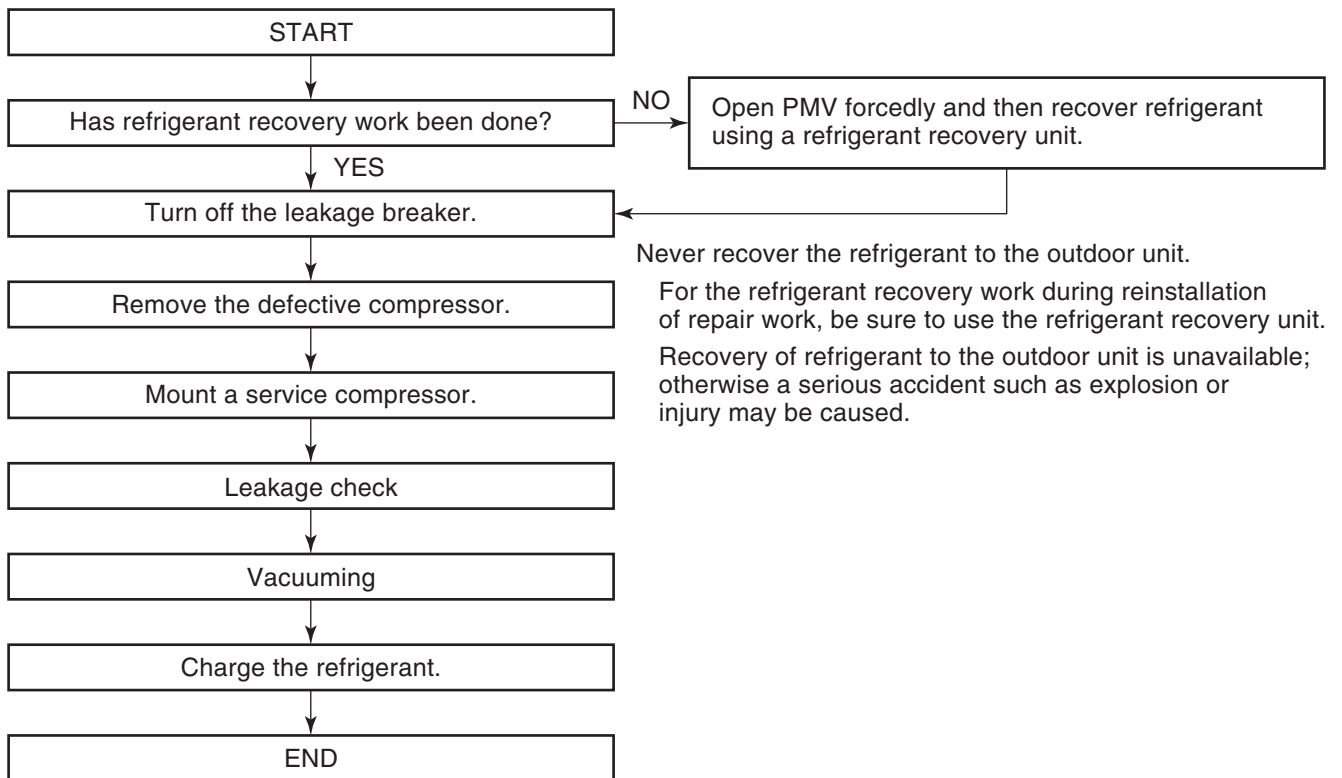 START
Has refrigerant recovery work been done?
NO
Open PMV forcedly and then recover refrigerant
using a refrigerant recovery unit.
YES
Turn off the leakage breaker.
Never recover the refrigerant to the outdoor unit.
For the refrigerant recovery work during reinstallation
of repair work, be sure to use the refrigerant recovery unit.
Recovery of refrigerant to the outdoor unit is unavailable;
otherwise a serious accident such as explosion or
injury may be caused.
Remove the defective compressor.
Mount a service compressor.
Leakage check
Vacuuming
Charge the refrigerant.
END